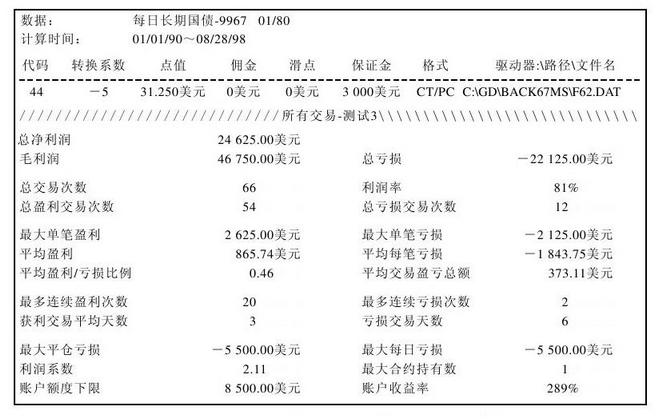 数据: 每日长期国债-9967 01/80
计算时间: 01/01/90～08/28/98
代码 转换系数 点值 佣金 滑点 保证金 格式 驱动器:\路径\文件名
44 －5 31.250美元 0美元 0美元 3 000美元 CT/PC C:\GD\BACK67MS\F62.DAT
/////////////////////////////所有交易-测试3\\\\\\\\\\\\\\\\\\\\\\\\\\\\\
总净利润 24 625.00美元
毛利润 46 750.00美元 总亏损 －22 125.00美元
总交易次数 66 利润率 81%
总盈利交易次数 54 总亏损交易次数 12
最大单笔盈利 2 625.00美元 最大单笔亏损 －2 125.00美元
平均盈利 865.74美元 平均每笔亏损 －1 843.75美元
平均盈利/亏损比例 0.46 平均交易盈亏总额 373.11美元
最多连续盈利次数 20 最多连续亏损次数 2
获利交易平均天数 3 亏损交易天数 6
最大平仓亏损 －5 500.00美元 最大每日亏损 －5 500.00美元
利润系数 2.11 最大合约持有数 1
账户额度下限 8 500.00美元 账户收益率 289%